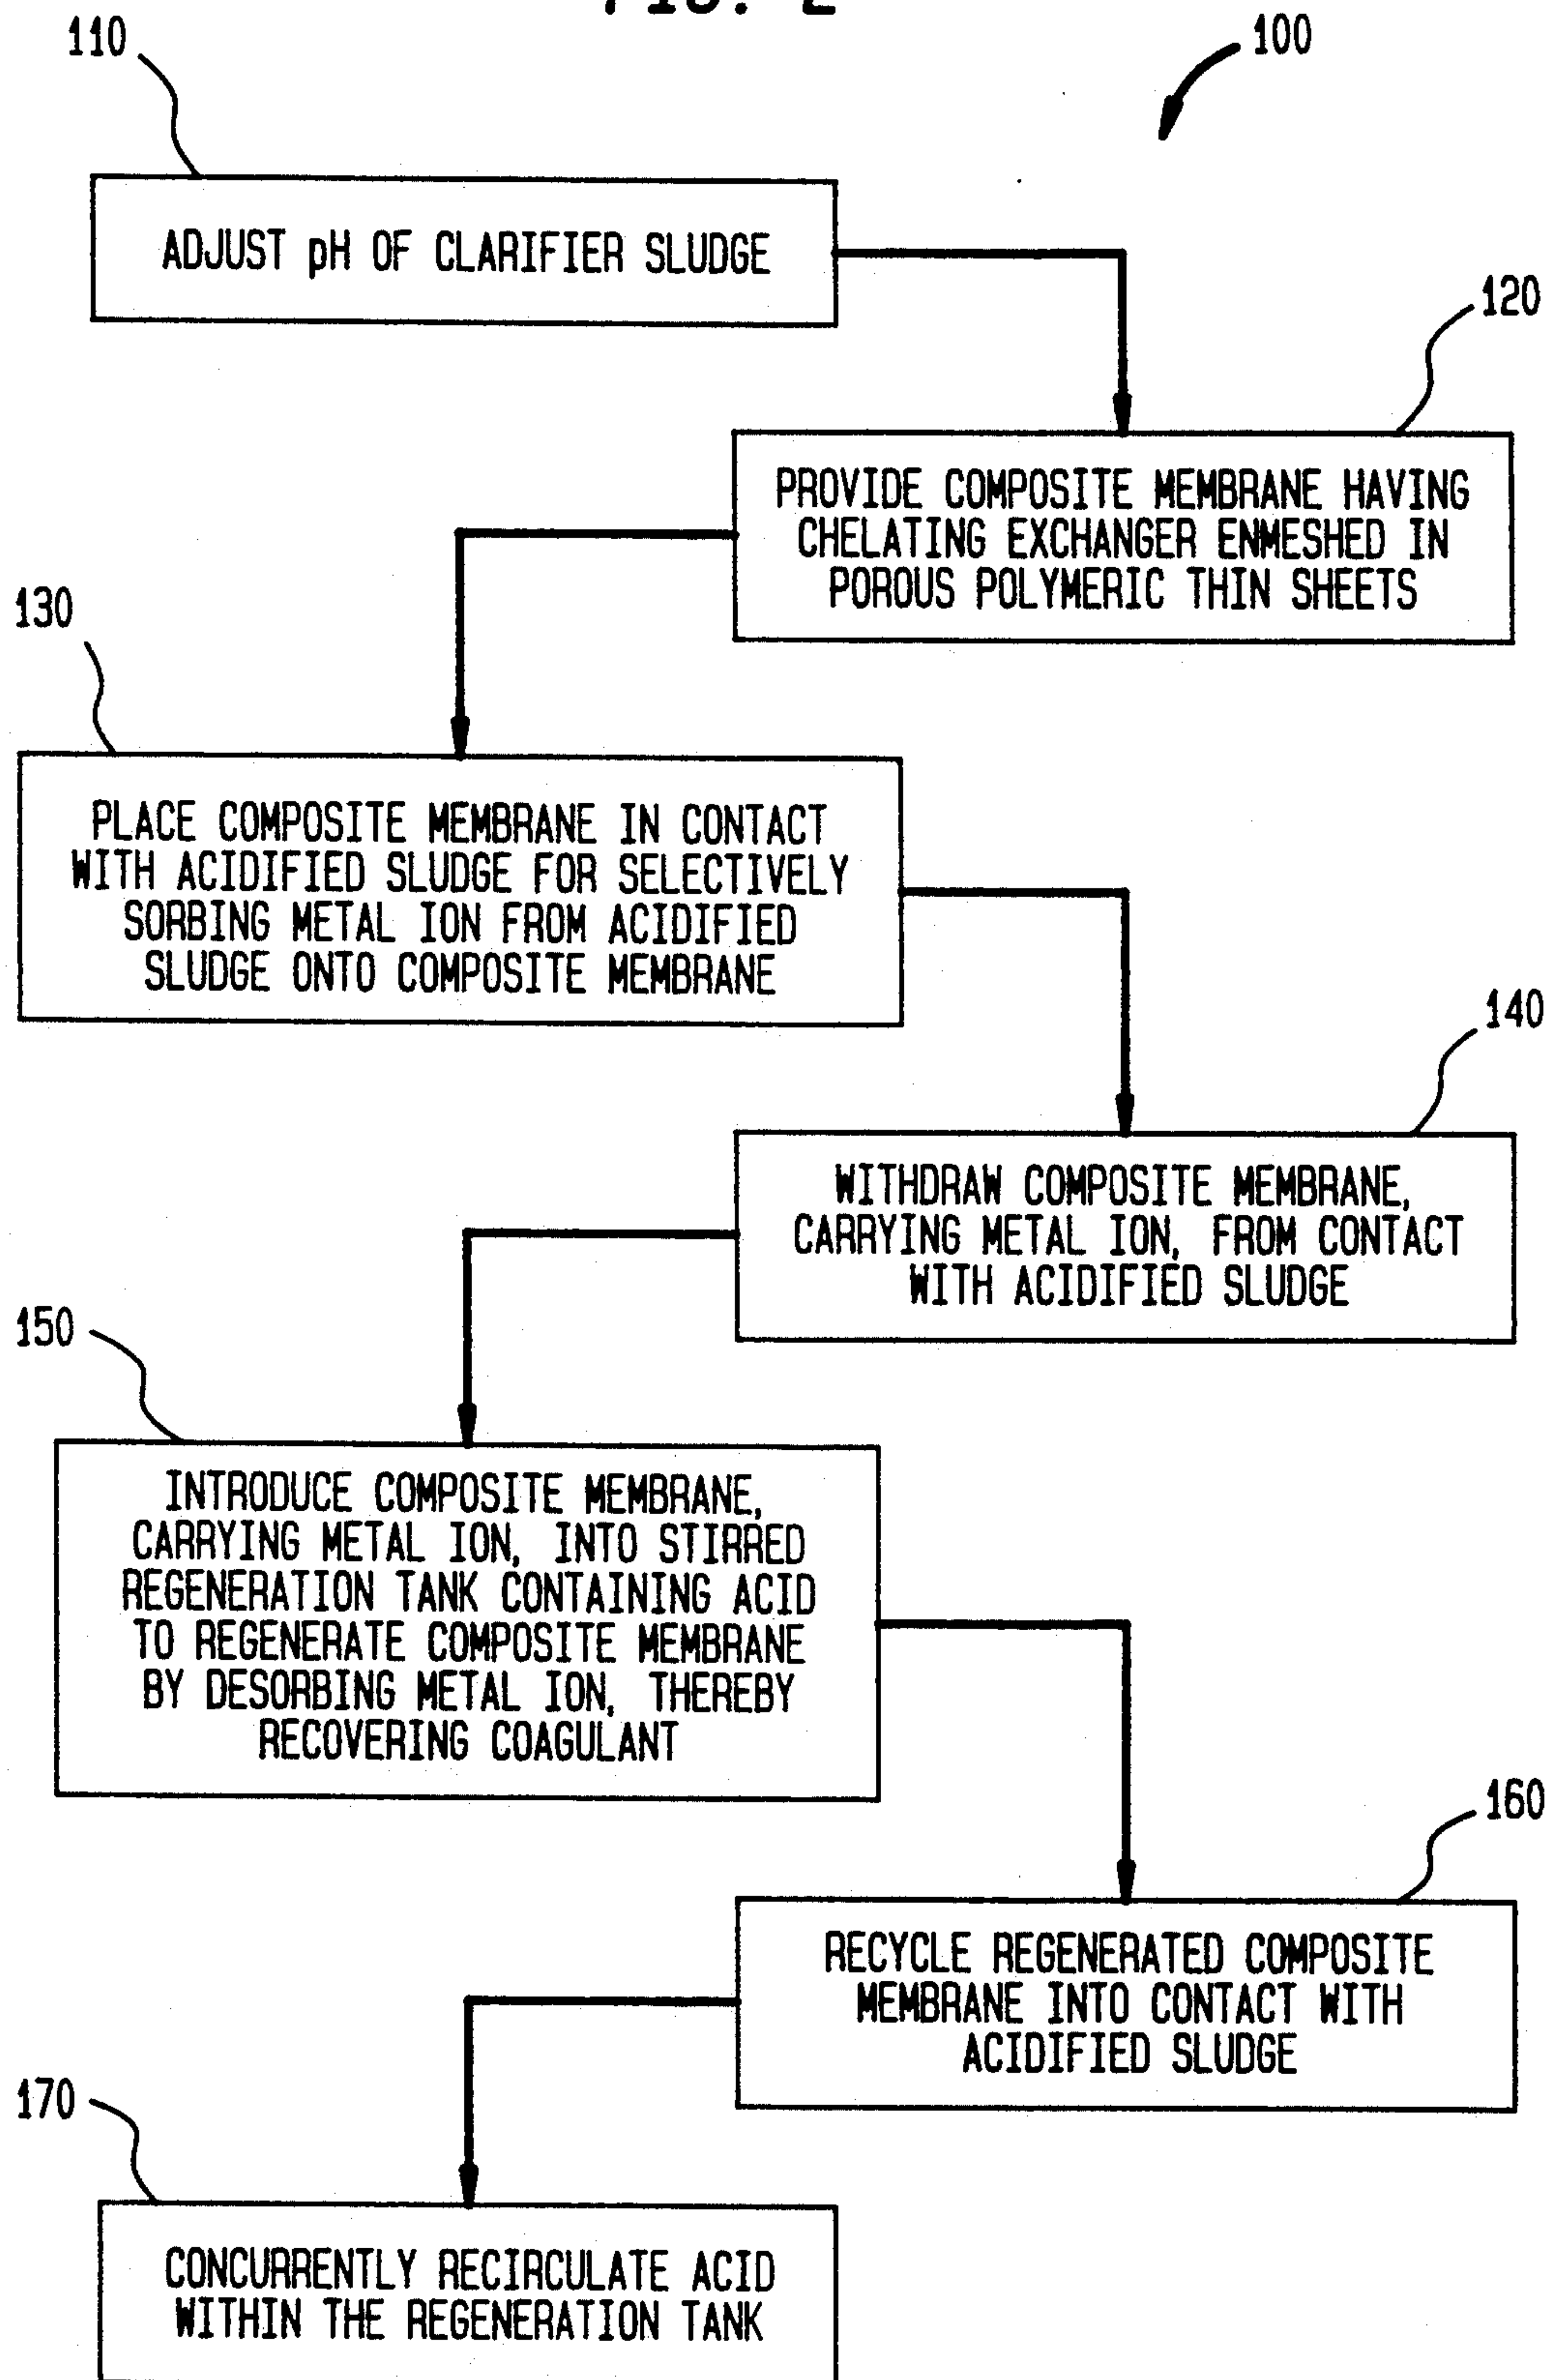 FIG. 2
110
100
ADJUST pH OF CLARIFIER SLUDGE
120
PROVIDE COMPOSITE MEMBRANE HAVING
CHELATING EXCHANGER ENMESHED IN
POROUS POLYMERIC THIN SHEETS
130
PLACE COMPOSITE MEMBRANE IN CONTACT
WITH ACIDIFIED SLUDGE FOR SELECTIVELY
SORBING METAL ION FROM ACIDIFIED
SLUDGE ONTO COMPOSITE MEMBRANE
140
WITHDRAW COMPOSITE MEMBRANE,
CARRYING METAL ION, FROM CONTACT
WITH ACIDIFIED SLUDGE
150
INTRODUCE COMPOSITE MEMBRANE,
CARRYING METAL ION, INTO STIRRED
REGENERATION TANK CONTAINING ACID
TO REGENERATE COMPOSITE MEMBRANE
BY DESORBING METAL ION, THEREBY
RECOVERING COAGULANT
160
RECYCLE REGENERATED COMPOSITE
MEMBRANE INTO CONTACT WITH
ACIDIFIED SLUDGE
170
CONCURRENTLY RECIRCULATE ACID
WITHIN THE REGENERATION TANK